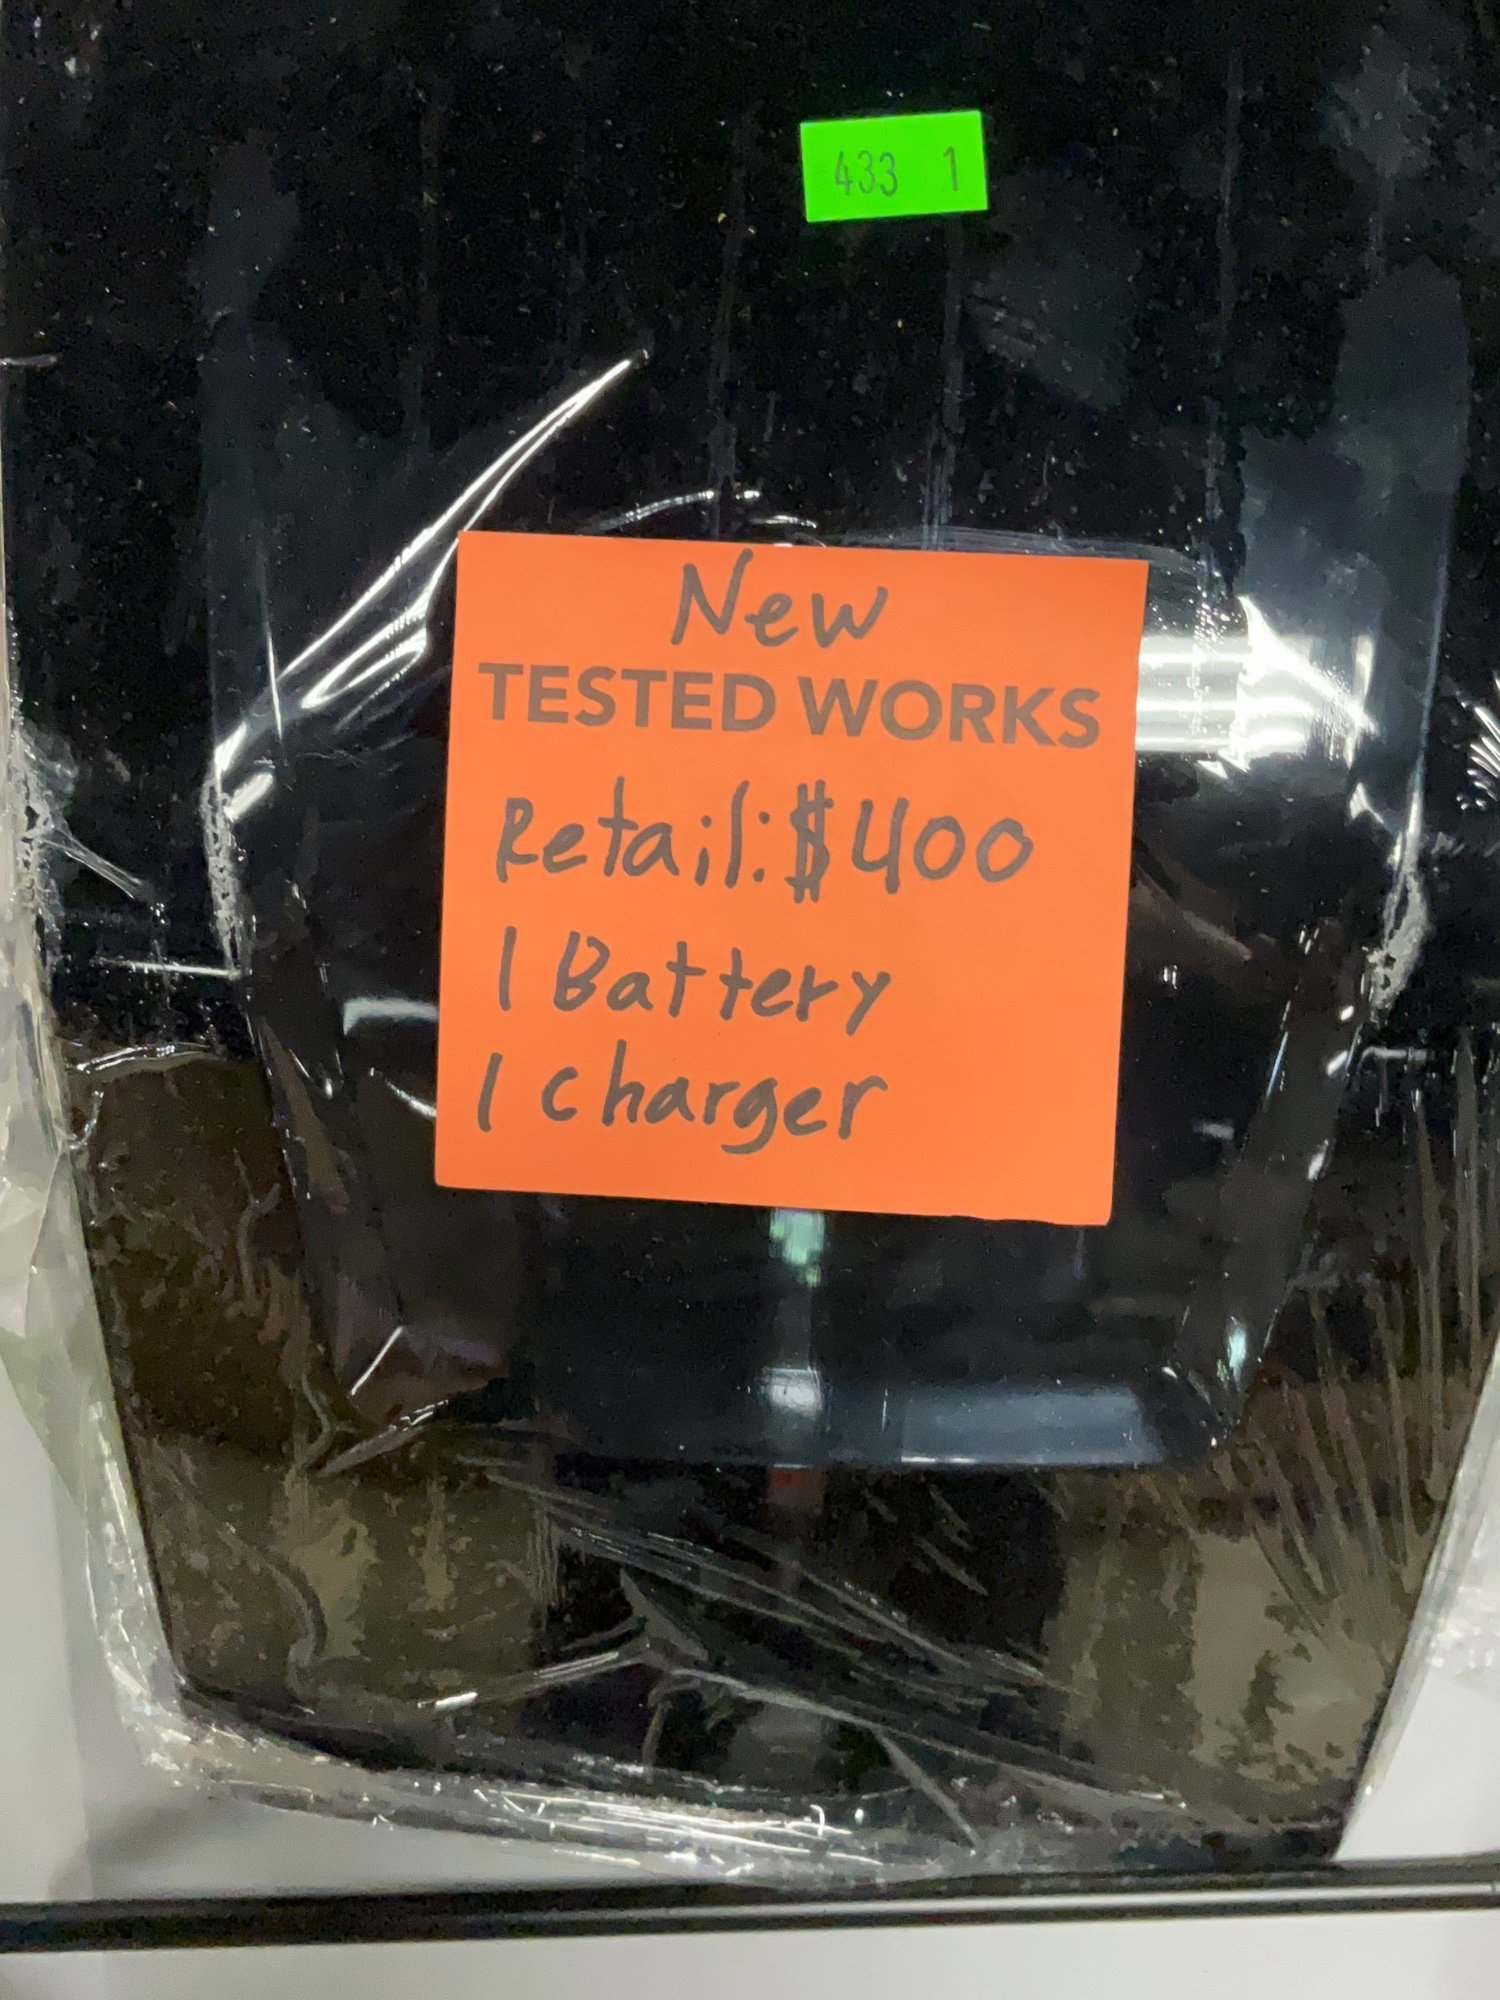 433 1
New
TESTED WORKS
Retail: $400
1 Battery
1 charger